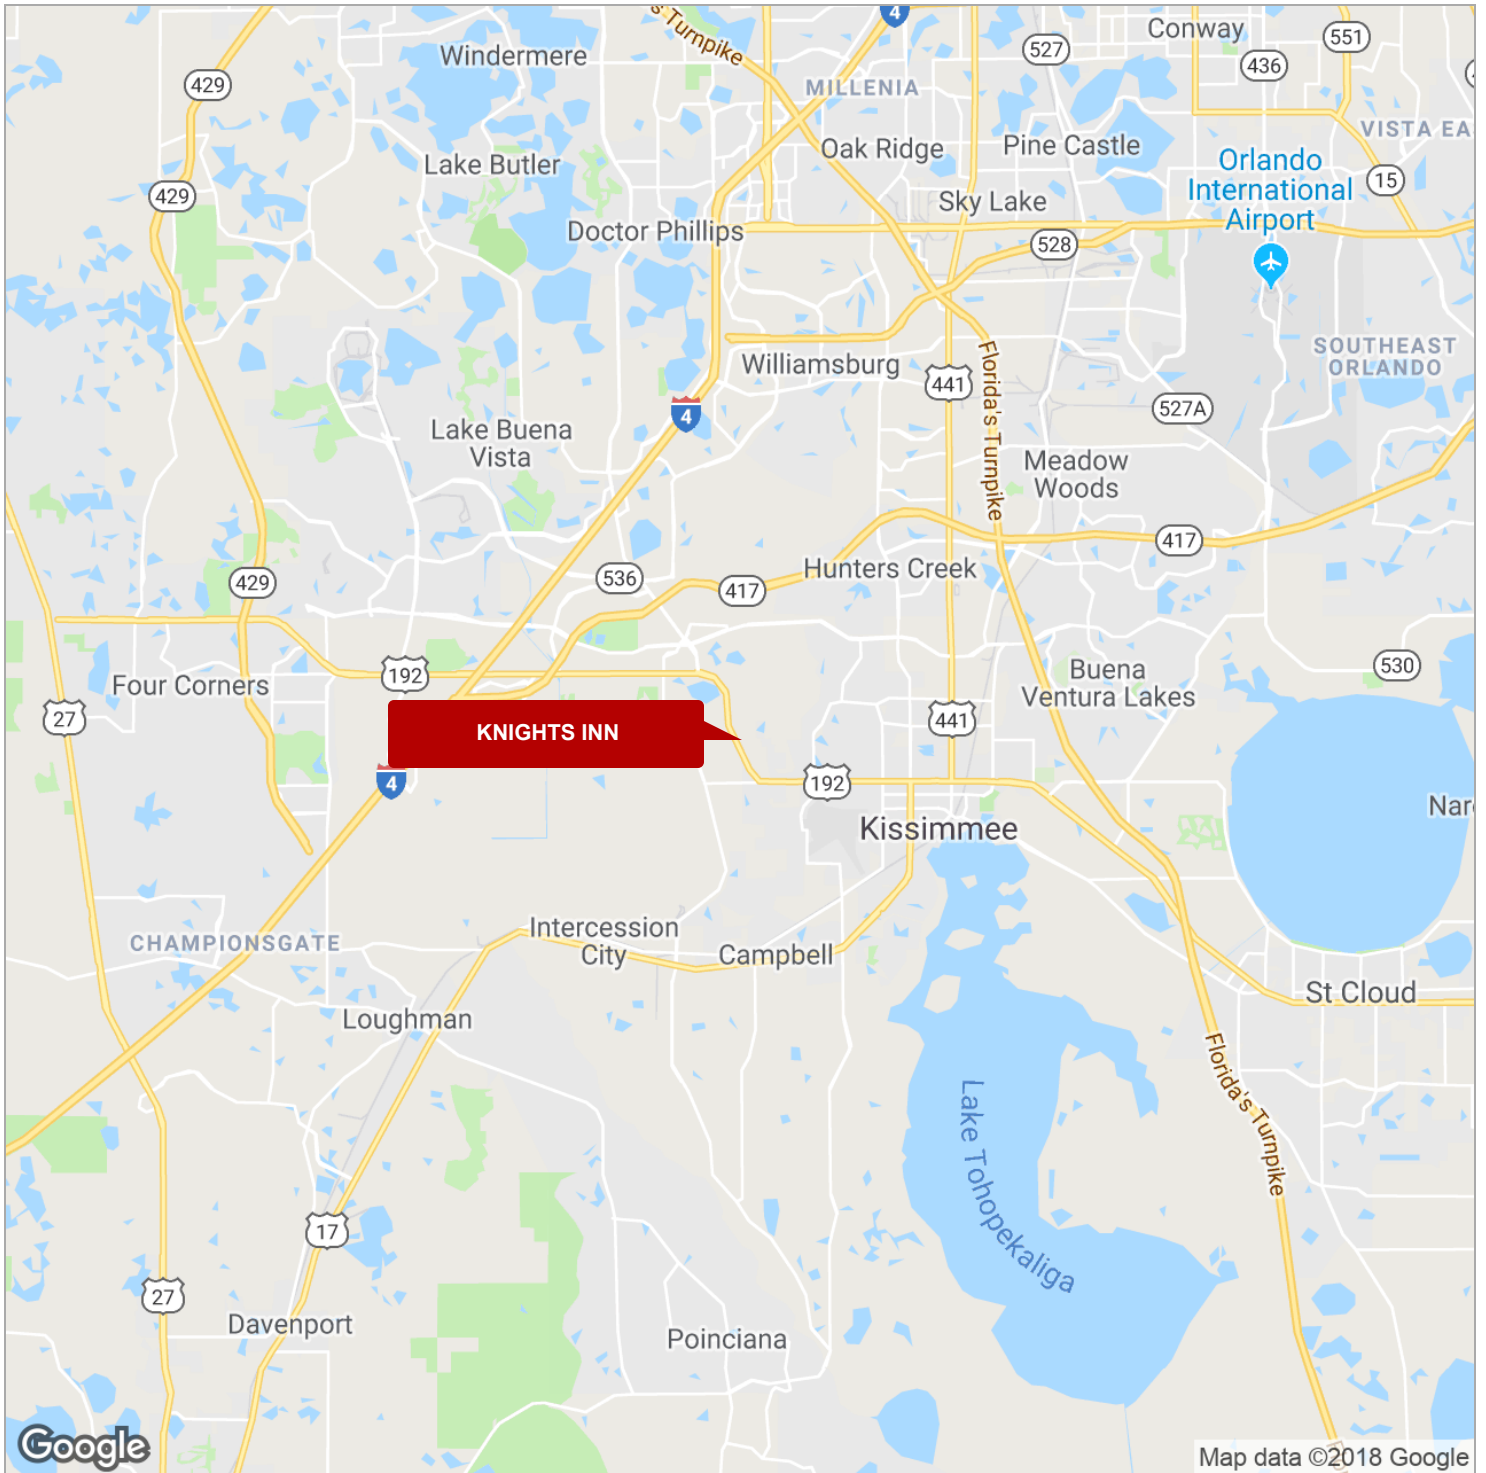 4
s Turnpike
Conway
551
527
436
Windermere
429
MILLENIA
VISTA EA
Oak Ridge
Pine Castle
Lake Butler
Orlando
International
Airport
15
429
Sky Lake
Doctor Phillips
528
Florida's Turnpike
SOUTHEAST
ORLANDO
Williamsburg
441
527A
4
Lake Buena
Vista
Meadow
Woods
417
Hunters Creek
429
536
417
530
192
Four Corners
Buena
Ventura Lakes
27
441
KNIGHTS INN
4
192
Nar
Kissimmee
Intercession
City
CHAMPIONSGATE
Campbell
St Cloud
Loughman
Florida's Turnpike
Lake Tohopekaliga
17
27
Davenport
Poinciana
Google
Map data ©2018 Google